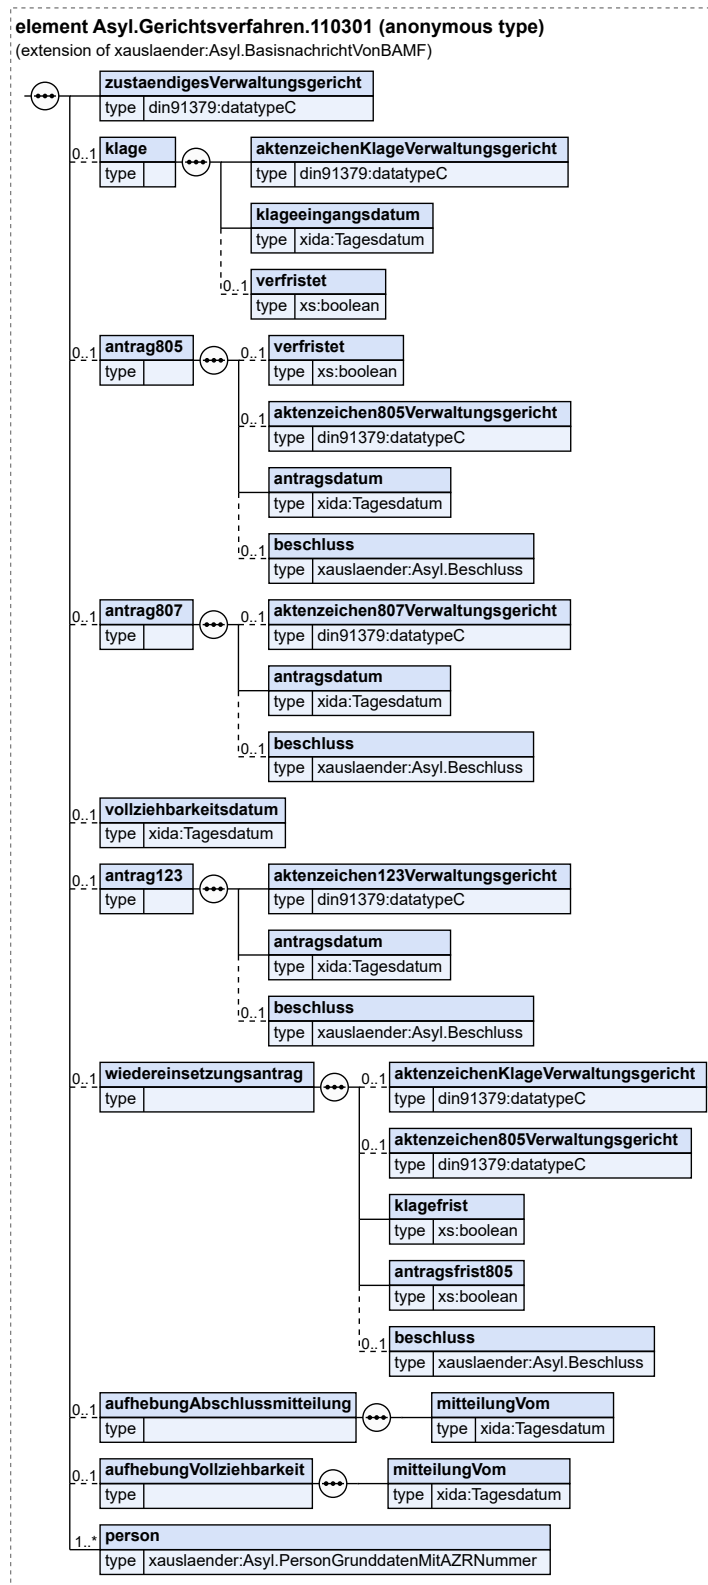 element Asyl.Gerichtsverfahren.110301 (anonymous type)
(extension of xauslaender:Asyl.BasisnachrichtVonBAMF)
zustaendigesVerwaltungsgericht
type din91379:datatypeC
0..1 klage
type
aktenzeichenKlageVerwaltungsgericht
type din91379:datatypeC
klageeingangsdatum
type xida:Tagesdatum
0..1 verfristet
type xs:boolean
0..1 antrag805
type
0..1 verfristet
type xs:boolean
0..1 aktenzeichen805Verwaltungsgericht
type din91379:datatypeC
antragsdatum
type xida:Tagesdatum
0..1 beschluss
type xauslaender:Asyl.Beschluss
0..1 antrag807
type
0..1 aktenzeichen807Verwaltungsgericht
type din91379:datatypeC
antragsdatum
type xida:Tagesdatum
0..1 beschluss
type xauslaender:Asyl.Beschluss
0..1 vollziehbarkeitsdatum
type xida:Tagesdatum
0..1 antrag123
type
aktenzeichen123Verwaltungsgericht
type din91379:datatypeC
antragsdatum
type xida:Tagesdatum
0..1 beschluss
type xauslaender:Asyl.Beschluss
0..1 wiedereinsetzungsantrag
type
0..1 aktenzeichenKlageVerwaltungsgericht
type din91379:datatypeC
0..1 aktenzeichen805Verwaltungsgericht
type din91379:datatypeC
klagefrist
type xs:boolean
antragsfrist805
type xs:boolean
0..1 beschluss
type xauslaender:Asyl.Beschluss
0..1 aufhebungAbschlussmitteilung
type
mitteilungVom
type xida:Tagesdatum
0..1 aufhebungVollziehbarkeit
type
mitteilungVom
type xida:Tagesdatum
1..* person
type xauslaender:Asyl.PersonGrunddatenMitAZRNummer